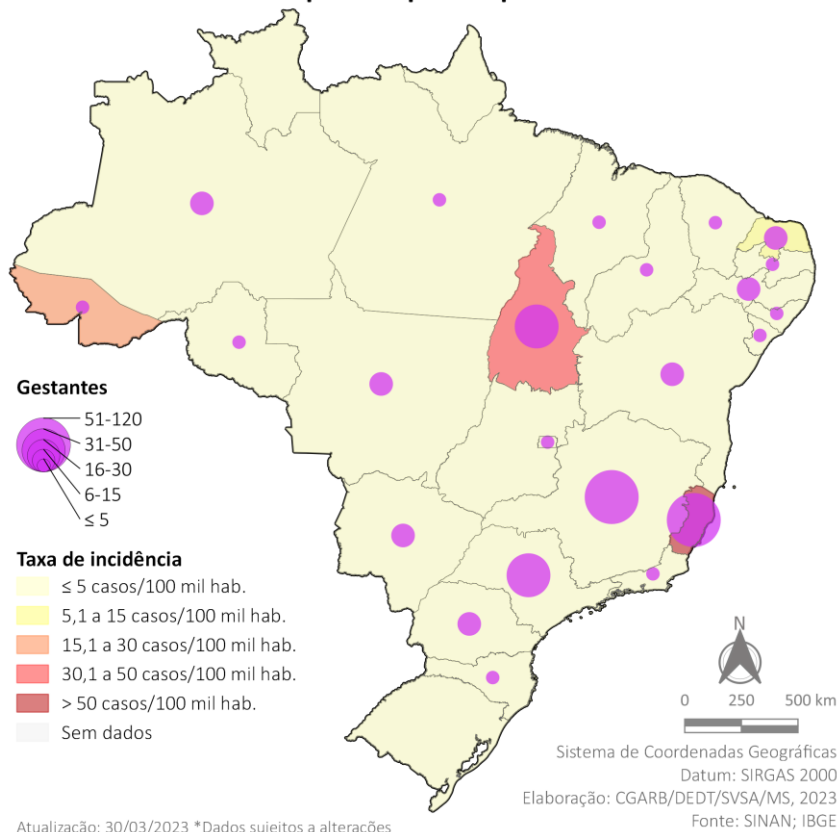 Gestantes
51-120
31-50
16-30
6-15
≤ 5
Taxa de incidência
≤ 5 casos/100 mil hab.
5,1 a 15 casos/100 mil hab.
15,1 a 30 casos/100 mil hab.
30,1 a 50 casos/100 mil hab.
> 50 casos/100 mil hab.
Sem dados
N
0 250 500 km
Sistema de Coordenadas Geográficas
Datum: SIRGAS 2000
Elaboração: CGARB/DEDT/SVSA/MS, 2023
Fonte: SINAN; IBGE
Atualização: 30/03/2023 *Dados sujeitos a alterações